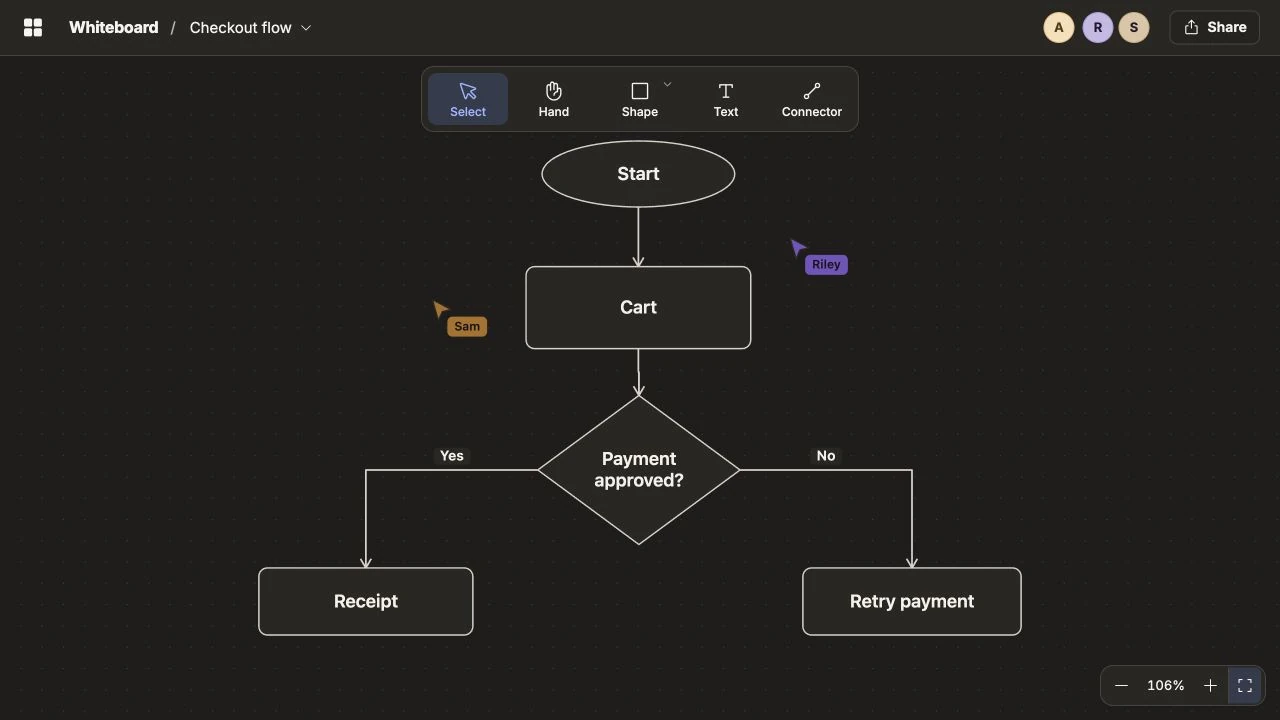 Whiteboard / Checkout flow
A R S Share
Select Hand Shape Text Connector
Start
Riley
Cart
Sam
Payment
approved?
Yes
No
Receipt
Retry payment
106%